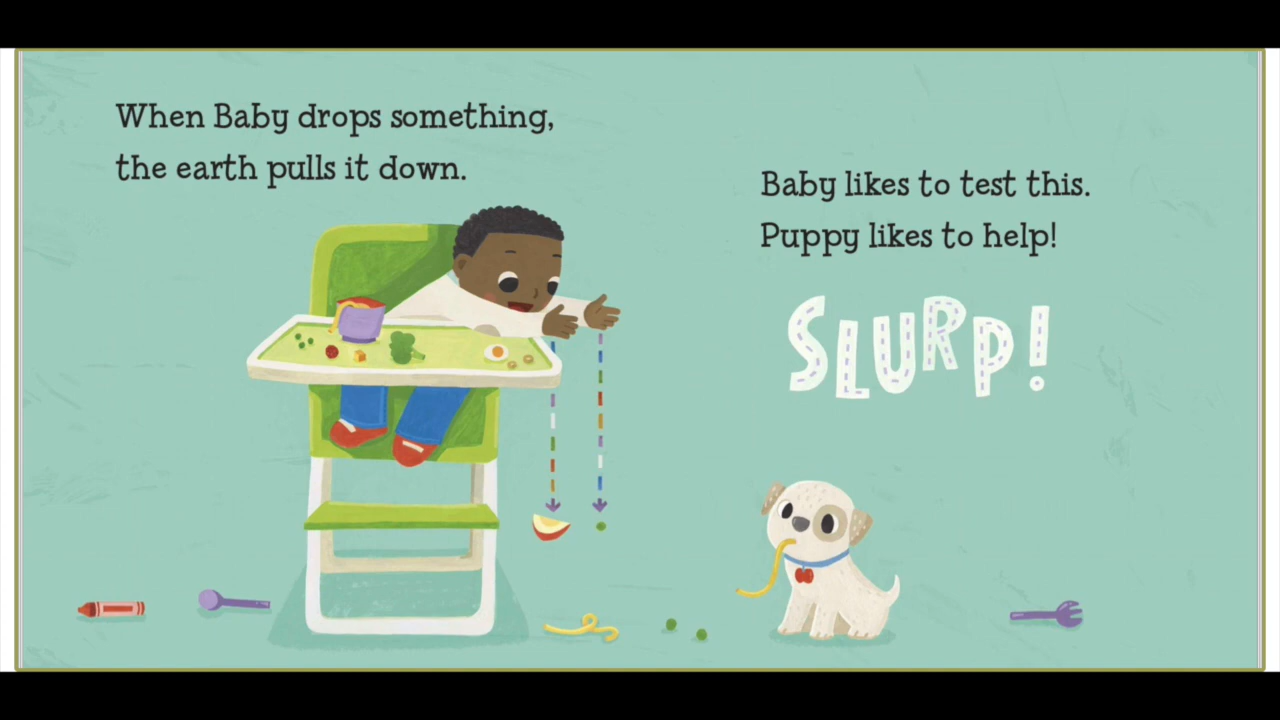 When Baby drops something,
the earth pulls it down.
Baby likes to test this.
Puppy likes to help!
SLURP!